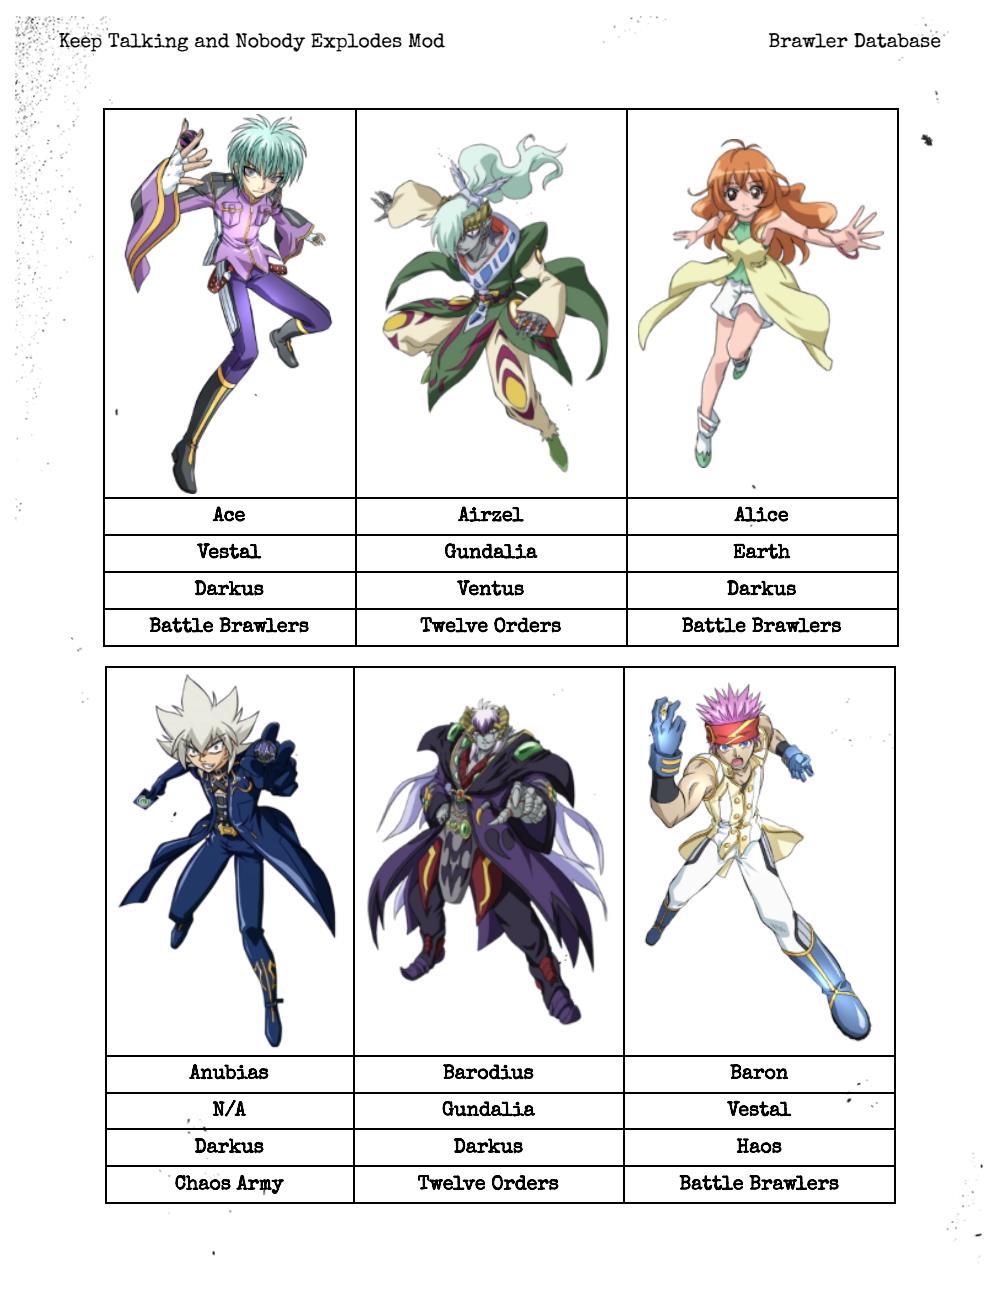 Keep Talking and Nobody Explodes Mod
Brawler Database
Ace Airzel Alice
Vestal Gundalia Earth
Darkus Ventus Darkus
Battle Brawlers Twelve Orders Battle Brawlers
Anubias Barodius Baron
N/A Gundalia Vestal
Darkus Darkus Haos
Chaos Army Twelve Orders Battle Brawlers